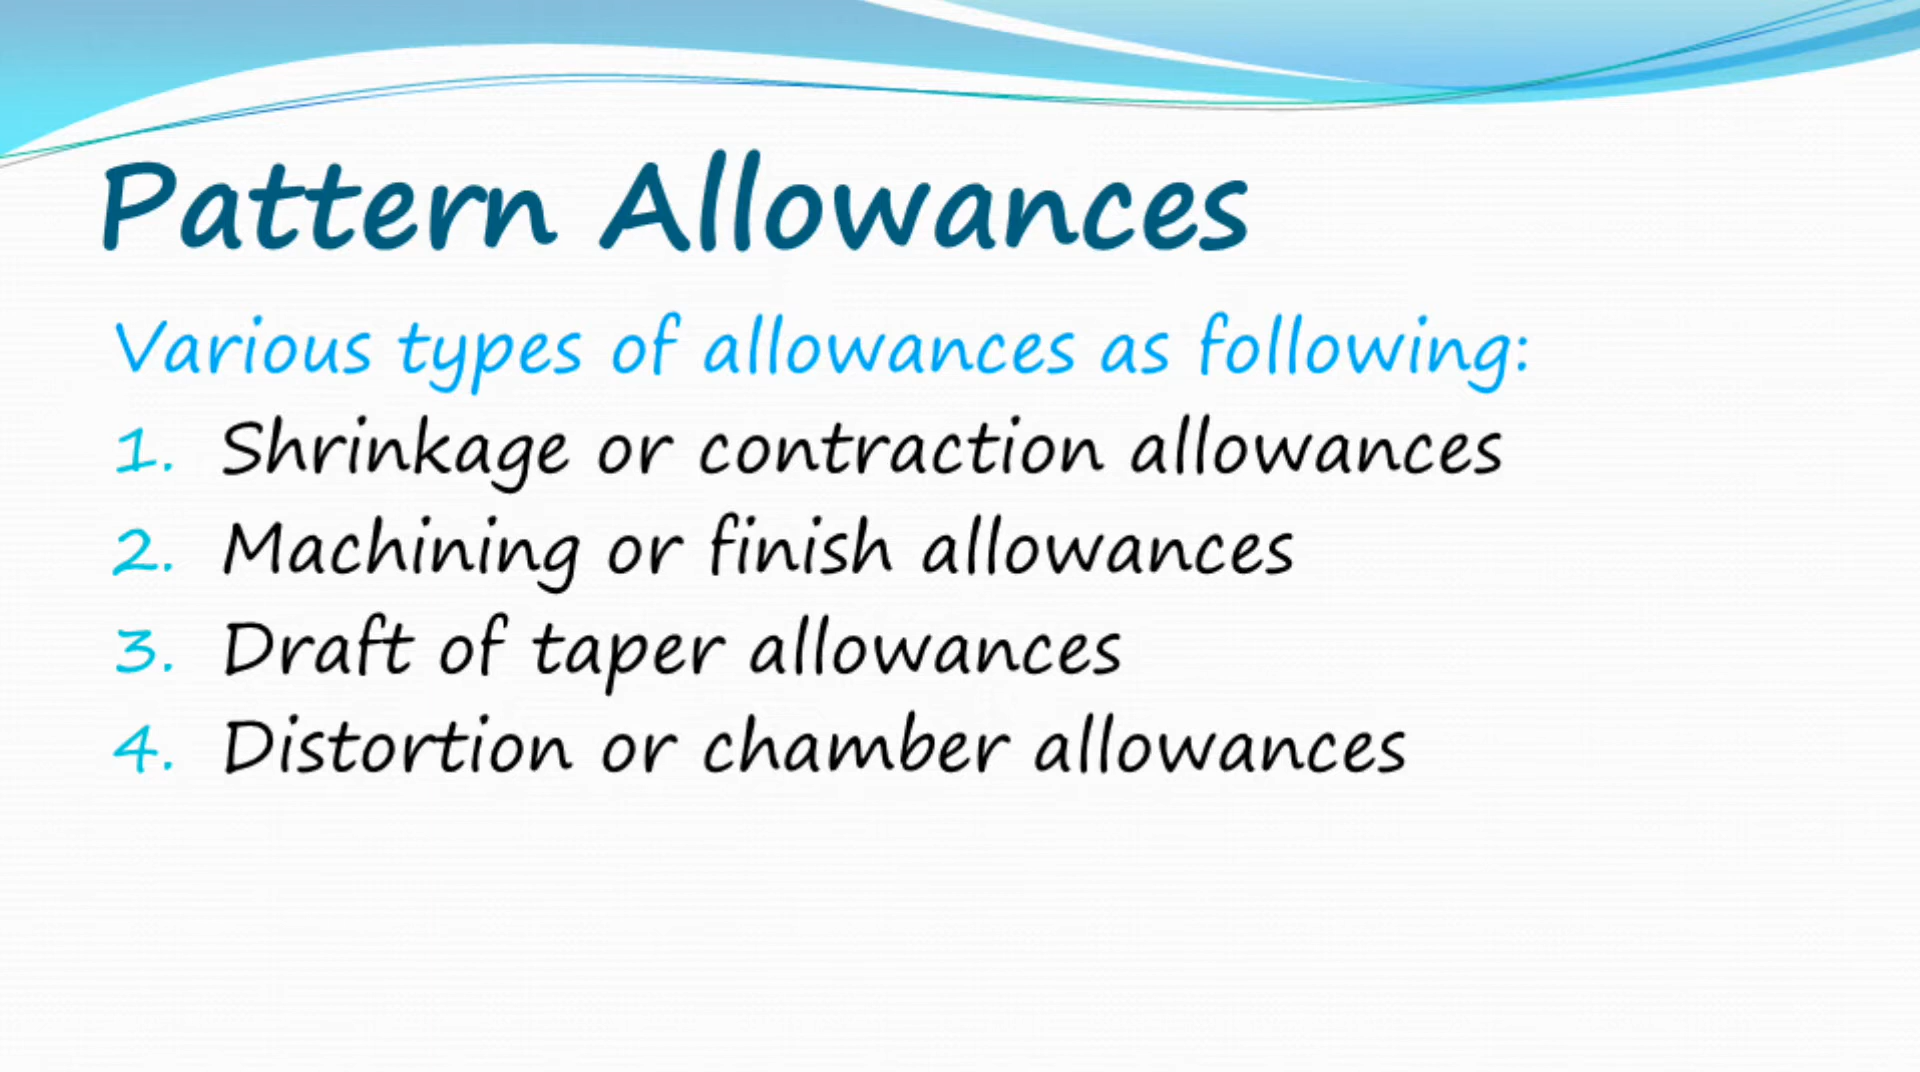 Pattern Allowances
Various types of allowances as following:
1. Shrinkage or contraction allowances
2. Machining or finish allowances
3. Draft of taper allowances
4. Distortion or chamber allowances